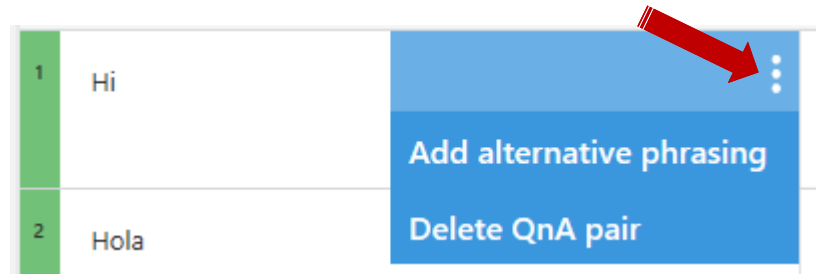 1
Hi
Add alternative phrasing
Delete QnA pair
2
Hola